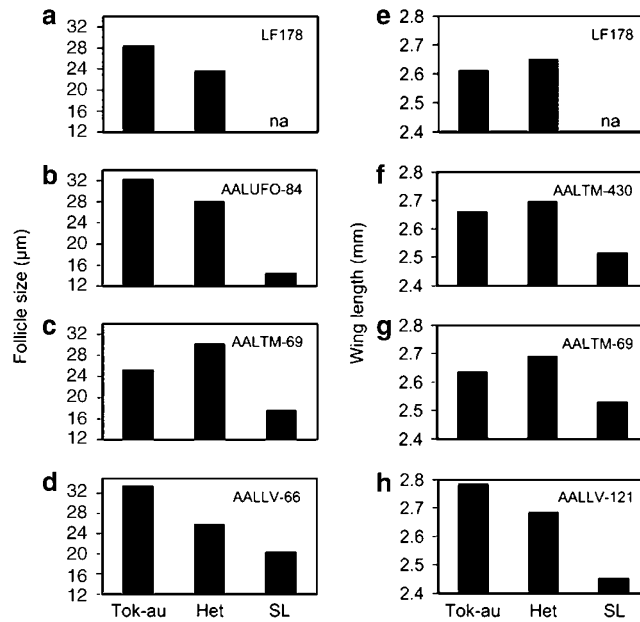 a
LF178
32
28
24
20
16
12
na
b
AALUFO-84
32
28
24
20
16
12
c
AALTM-69
32
28
24
20
16
12
d
AALLV-66
32
28
24
20
16
12
Tok-au Het SL
Follicle size (µm)
e
LF178
2.8
2.7
2.6
2.5
2.4
na
f
AALTM-430
2.8
2.7
2.6
2.5
2.4
g
AALTM-69
2.8
2.7
2.6
2.5
2.4
h
AALLV-121
2.8
2.7
2.6
2.5
2.4
Tok-au Het SL
Wing length (mm)